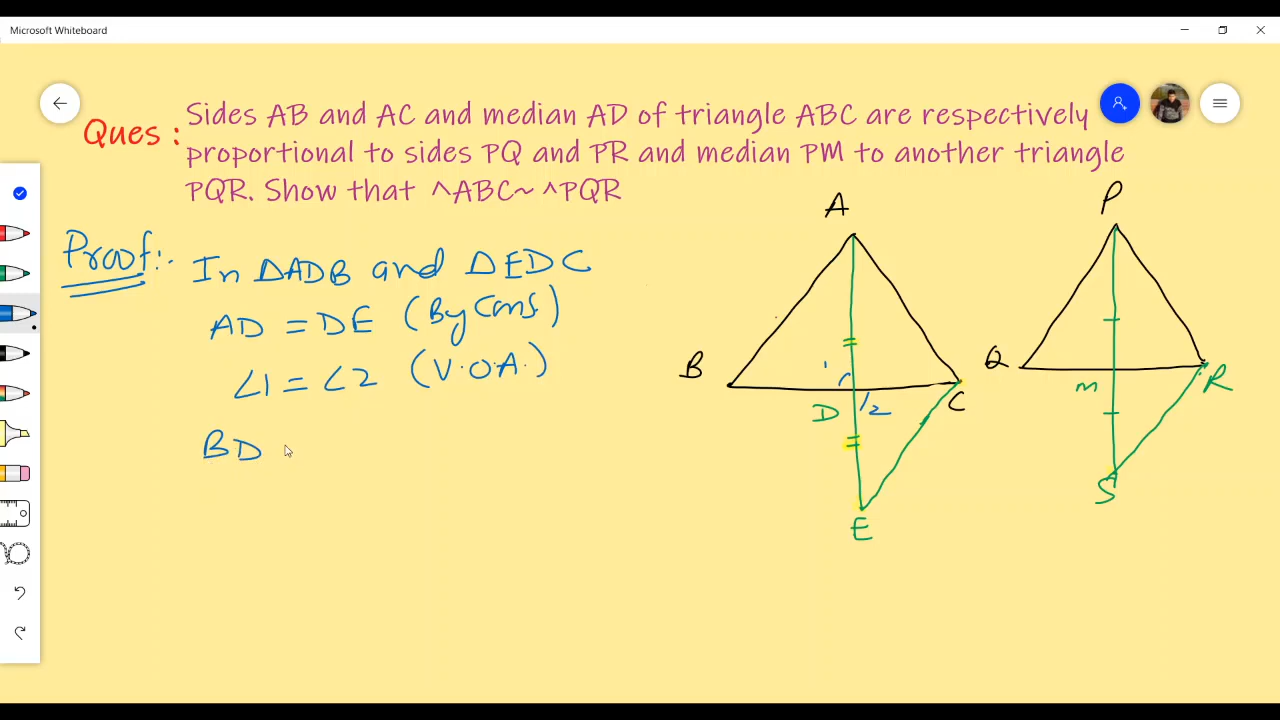 Microsoft Whiteboard
Ques :
Sides AB and AC and median AD of triangle ABC are respectively
proportional to sides PQ and PR and median PM to another triangle
PQR. Show that ^ABC~ ^PQR
Proof:-
In ΔADB and ΔEDC
AD = DE (By Cons.)
∠1 = ∠2 (V.O.A.)
BD
A
B
D
1
2
C
E
P
Q
m
R
S